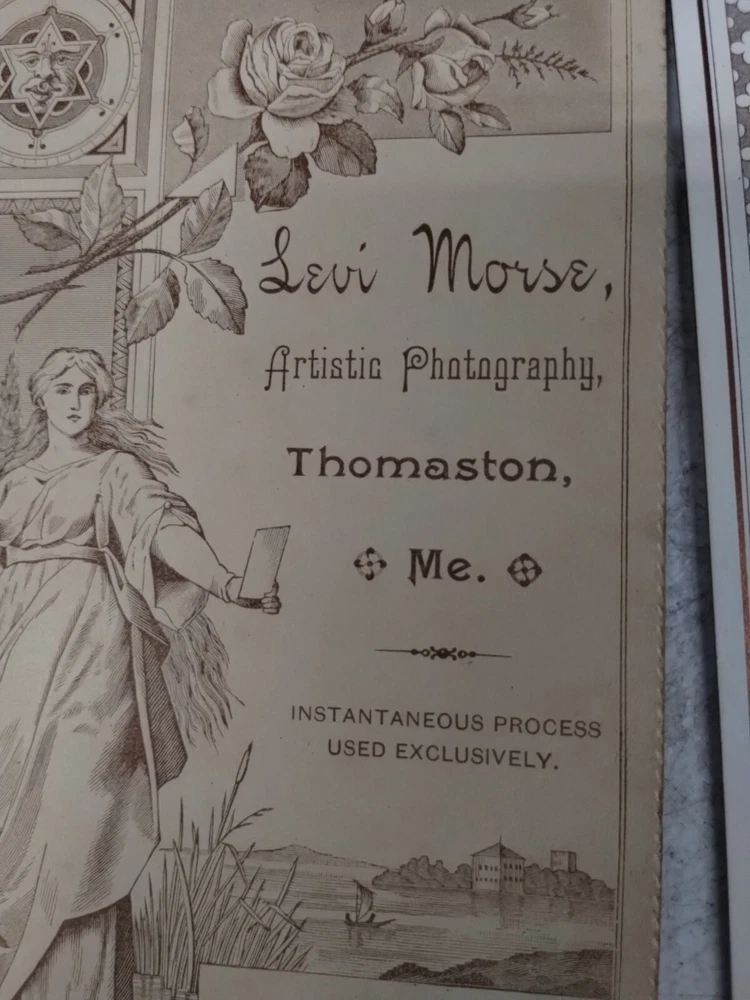 Levi Morse,
Artistic Photography,
Thomaston,
Me.
INSTANTANEOUS PROCESS
USED EXCLUSIVELY.